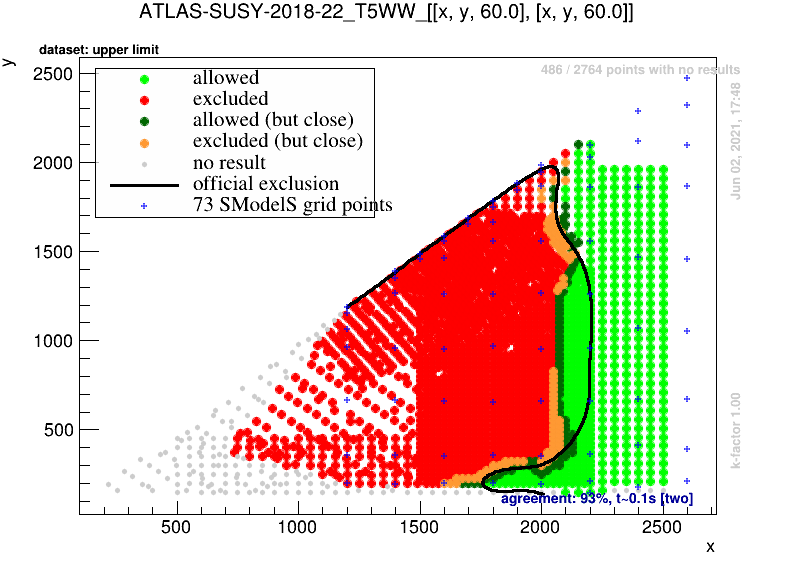 ATLAS-SUSY-2018-22_T5WW_[[x, y, 60.0], [x, y, 60.0]]
dataset: upper limit
486 / 2764 points with no results
y
2500
2000
1500
1000
500
allowed
excluded
allowed (but close)
excluded (but close)
no result
official exclusion
73 SModelS grid points
Jun 02, 2021, 17:48
k-factor 1.00
agreement: 93%, t~0.1s [two]
500 1000 1500 2000 2500
x